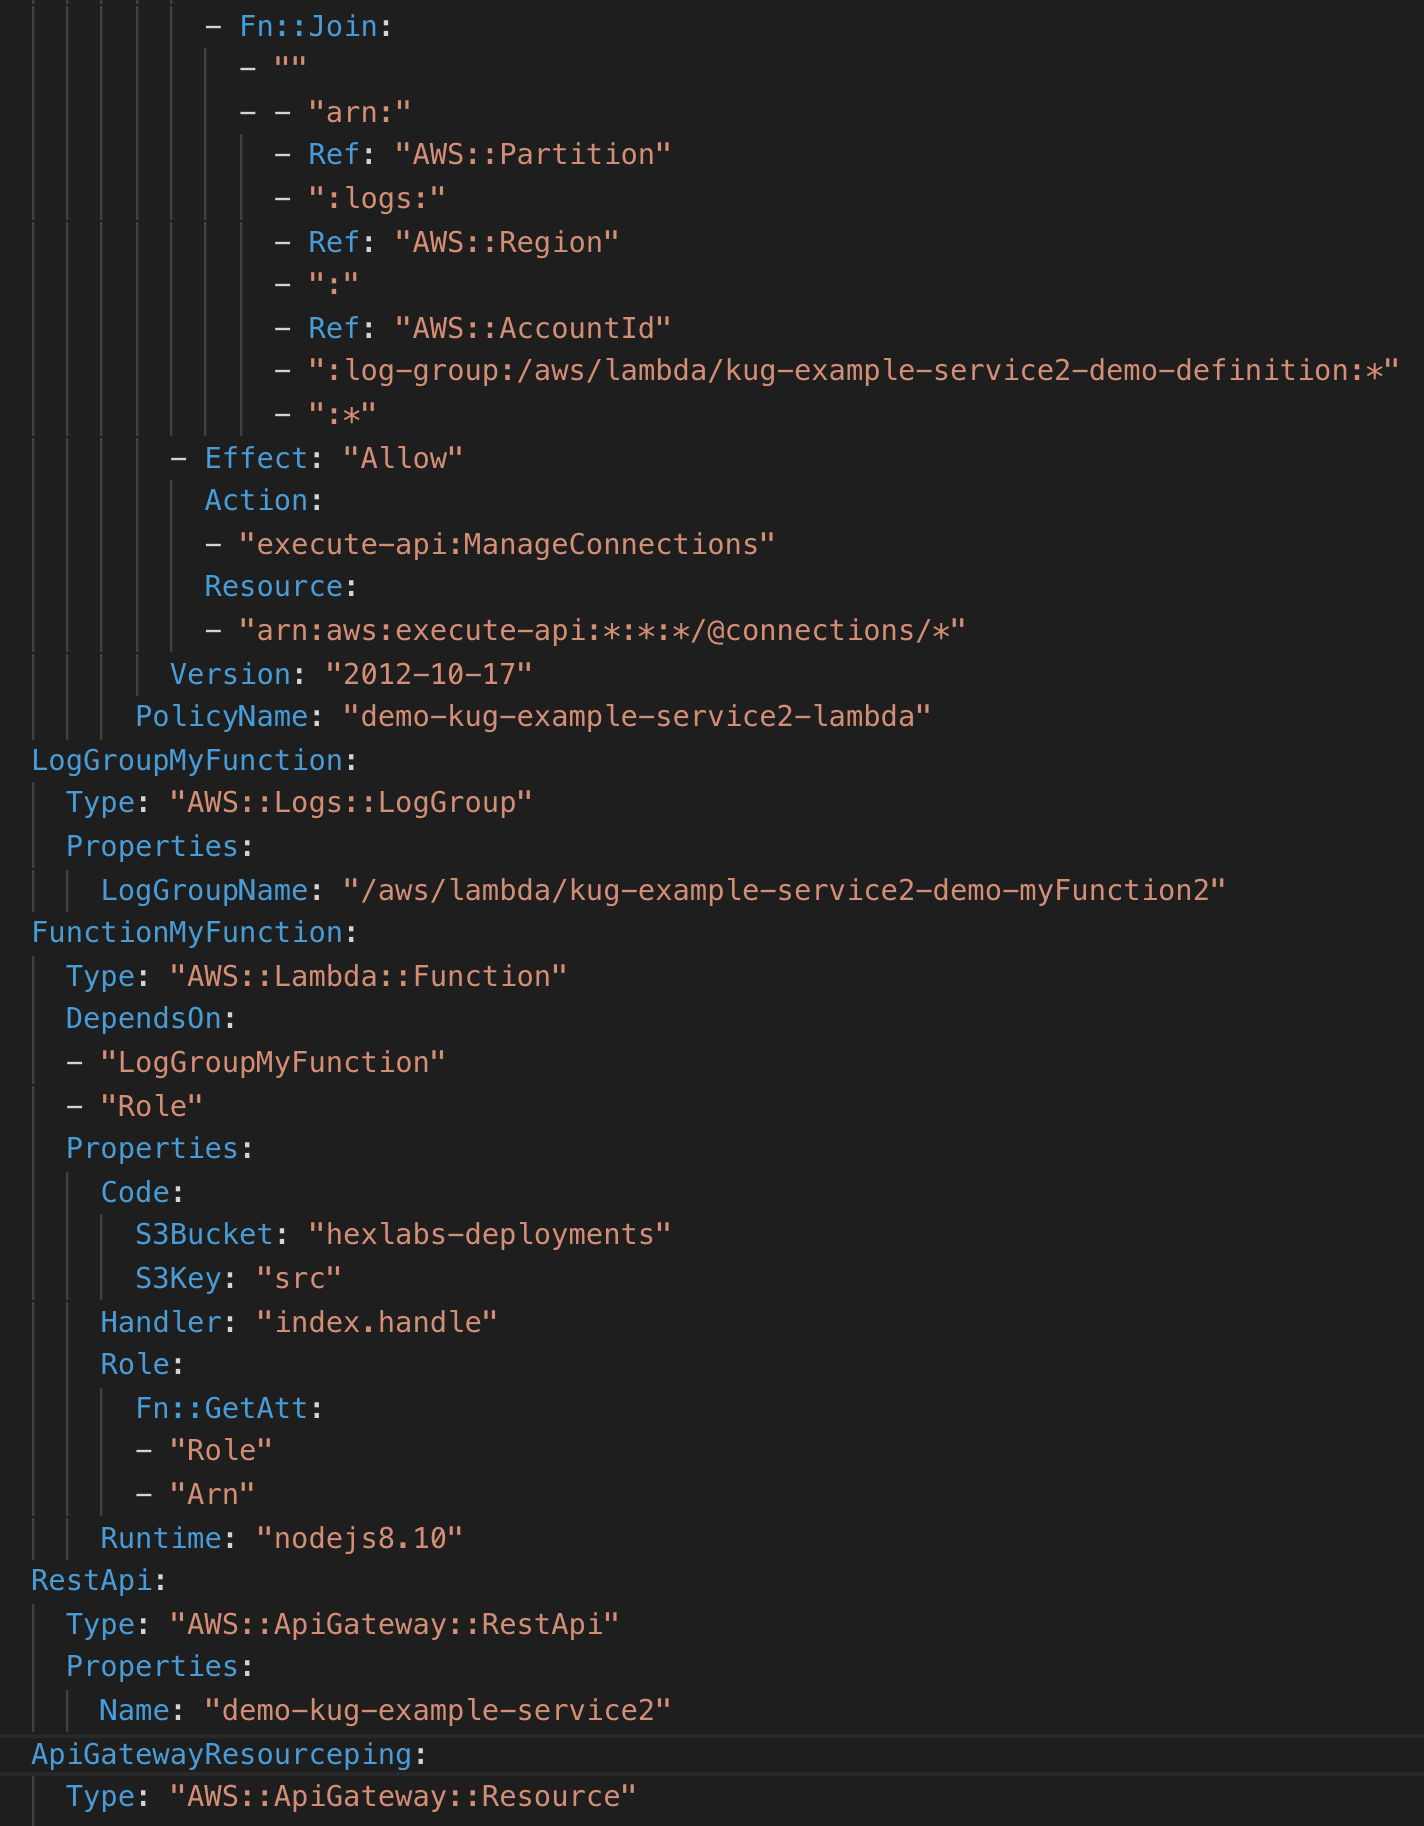 - Fn::Join:
- ""
- - "arn:"
- Ref: "AWS::Partition"
- ":logs:"
- Ref: "AWS::Region"
- ":"
- Ref: "AWS::AccountId"
- ":log-group:/aws/lambda/kug-example-service2-demo-definition:*"
- ":*"
- Effect: "Allow"
Action:
- "execute-api:ManageConnections"
Resource:
- "arn:aws:execute-api:*:*:*/@connections/*"
Version: "2012-10-17"
PolicyName: "demo-kug-example-service2-lambda"
LogGroupMyFunction:
Type: "AWS::Logs::LogGroup"
Properties:
LogGroupName: "/aws/lambda/kug-example-service2-demo-myFunction2"
FunctionMyFunction:
Type: "AWS::Lambda::Function"
DependsOn:
- "LogGroupMyFunction"
- "Role"
Properties:
Code:
S3Bucket: "hexlabs-deployments"
S3Key: "src"
Handler: "index.handle"
Role:
Fn::GetAtt:
- "Role"
- "Arn"
Runtime: "nodejs8.10"
RestApi:
Type: "AWS::ApiGateway::RestApi"
Properties:
Name: "demo-kug-example-service2"
ApiGatewayResourceping:
Type: "AWS::ApiGateway::Resource"